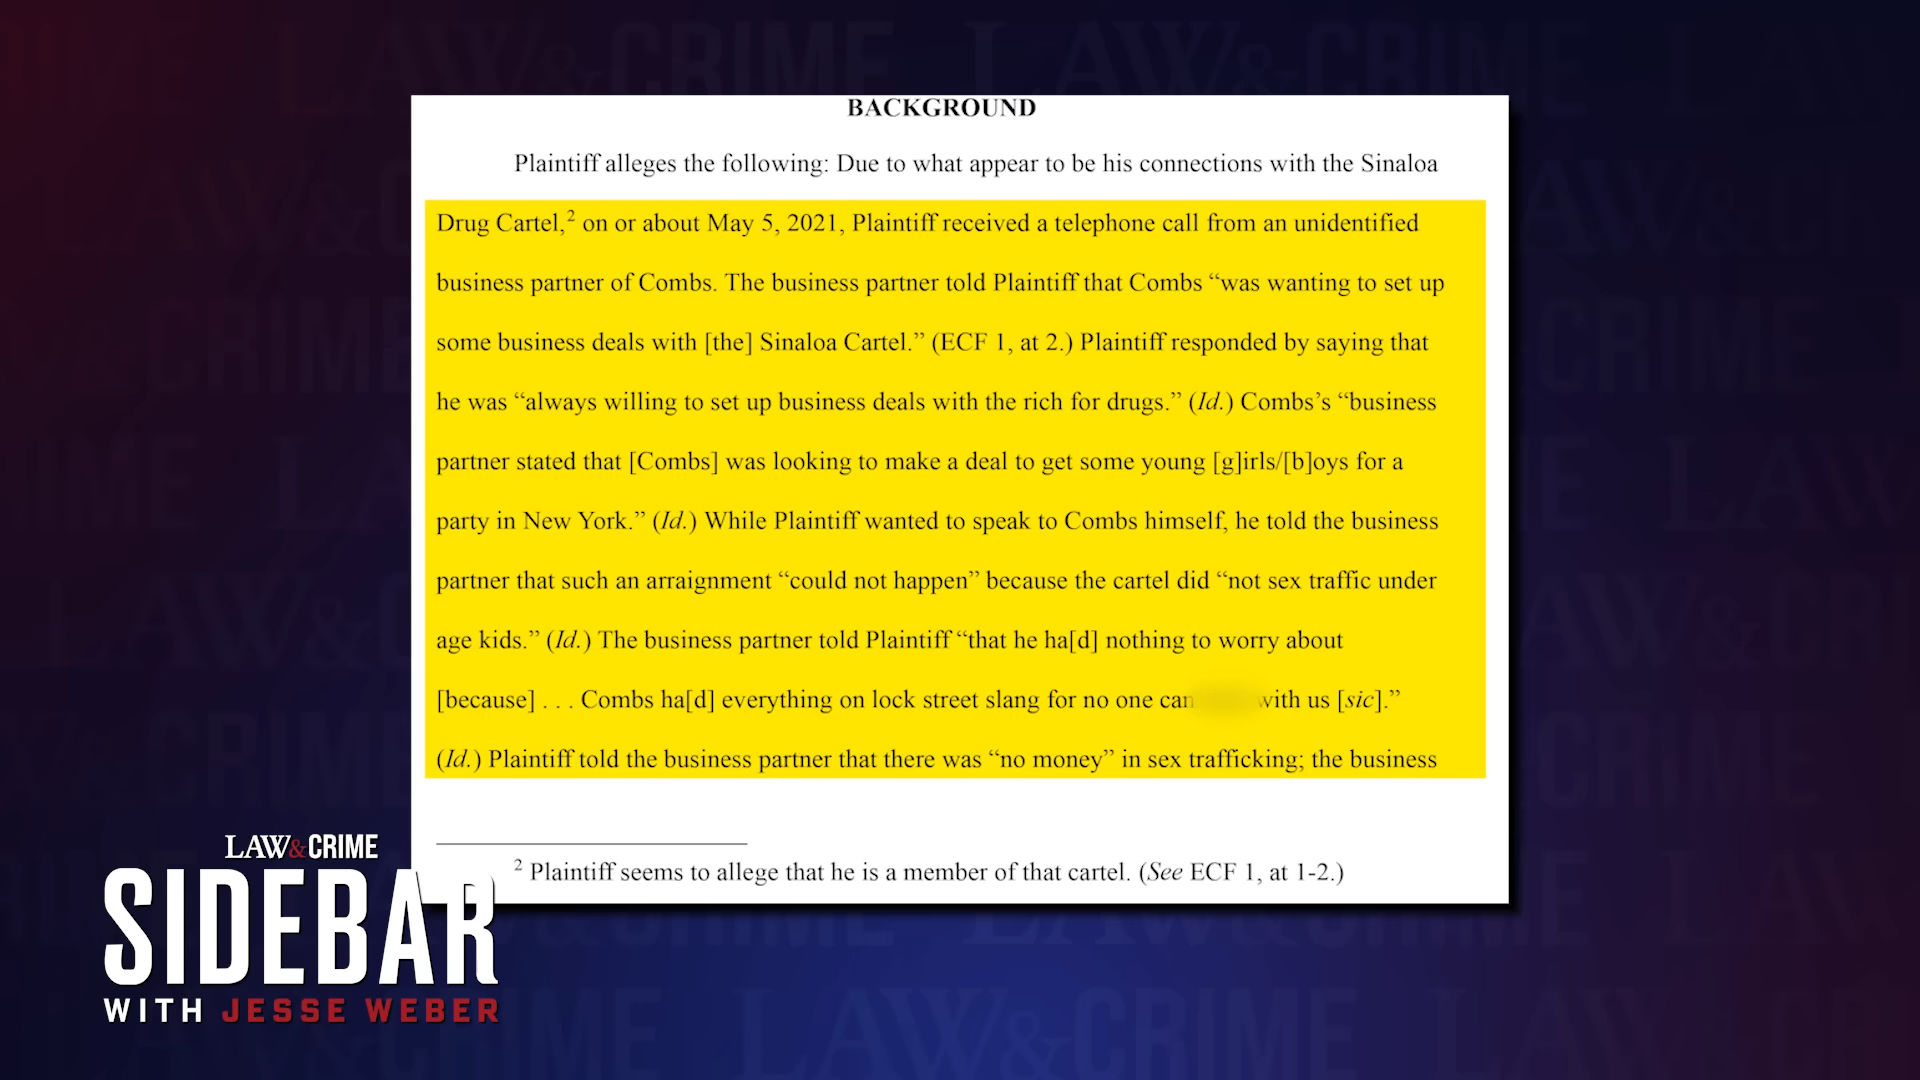 BACKGROUND
Plaintiff alleges the following: Due to what appear to be his connections with the Sinaloa
Drug Cartel,² on or about May 5, 2021, Plaintiff received a telephone call from an unidentified
business partner of Combs. The business partner told Plaintiff that Combs “was wanting to set up
some business deals with [the] Sinaloa Cartel.” (ECF 1, at 2.) Plaintiff responded by saying that
he was “always willing to set up business deals with the rich for drugs.” (Id.) Combs’s “business
partner stated that [Combs] was looking to make a deal to get some young [g]irls/[b]oys for a
party in New York.” (Id.) While Plaintiff wanted to speak to Combs himself, he told the business
partner that such an arraignment “could not happen” because the cartel did “not sex traffic under
age kids.” (Id.) The business partner told Plaintiff “that he ha[d] nothing to worry about
[because] . . . Combs ha[d] everything on lock street slang for no one can with us [sic].”
(Id.) Plaintiff told the business partner that there was “no money” in sex trafficking; the business
² Plaintiff seems to allege that he is a member of that cartel. (See ECF 1, at 1-2.)
LAW&CRIME
SIDEBAR
WITH JESSE WEBER